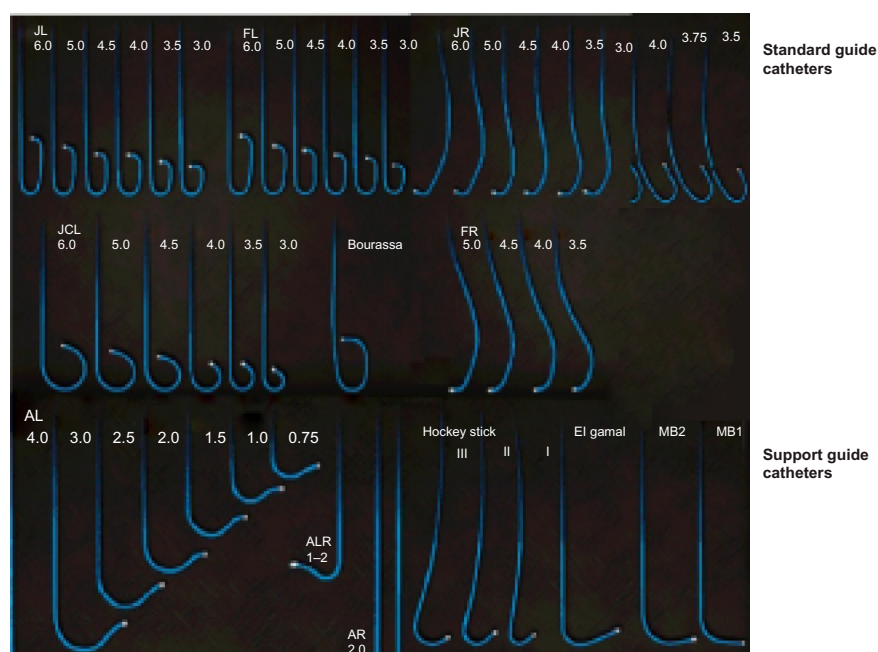 JL
6.0 5.0 4.5 4.0 3.5 3.0
FL
6.0 5.0 4.5 4.0 3.5 3.0
JR
6.0 5.0 4.5 4.0 3.5 3.0 4.0 3.75 3.5
Standard guide
catheters
JCL
6.0 5.0 4.5 4.0 3.5 3.0
Bourassa
FR
5.0 4.5 4.0 3.5
AL
4.0 3.0 2.5 2.0 1.5 1.0 0.75
ALR
1–2
AR
2.0
Hockey stick
III II I
El gamal
MB2
MB1
Support guide
catheters